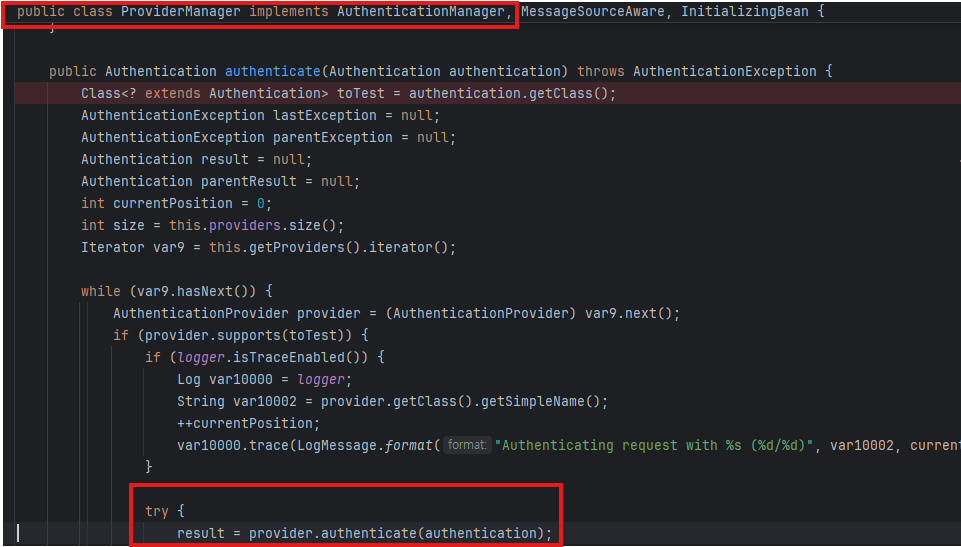 public class ProviderManager implements AuthenticationManager, MessageSourceAware, InitializingBean {
}
public Authentication authenticate(Authentication authentication) throws AuthenticationException {
Class<? extends Authentication> toTest = authentication.getClass();
AuthenticationException lastException = null;
AuthenticationException parentException = null;
Authentication result = null;
Authentication parentResult = null;
int currentPosition = 0;
int size = this.providers.size();
Iterator var9 = this.getProviders().iterator();
while (var9.hasNext()) {
AuthenticationProvider provider = (AuthenticationProvider) var9.next();
if (provider.supports(toTest)) {
if (logger.isTraceEnabled()) {
Log var10000 = logger;
String var10002 = provider.getClass().getSimpleName();
++currentPosition;
var10000.trace(LogMessage.format( format: "Authenticating request with %s (%d/%d)", var10002, current
}
try {
result = provider.authenticate(authentication);